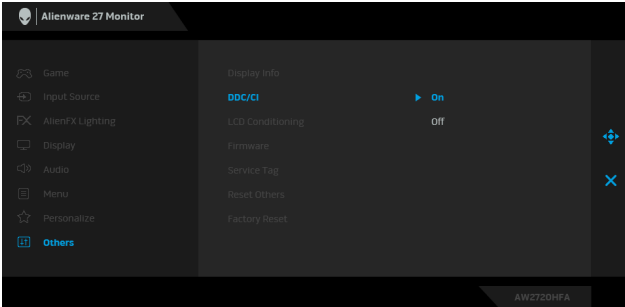 Alienware 27 Monitor
Game
Display Info
Input Source
DDC/CI On
AlienFX Lighting
LCD Conditioning Off
Display
Firmware
Audio
Service Tag
Menu
Reset Others
Personalize
Factory Reset
Others
AW2720HFA